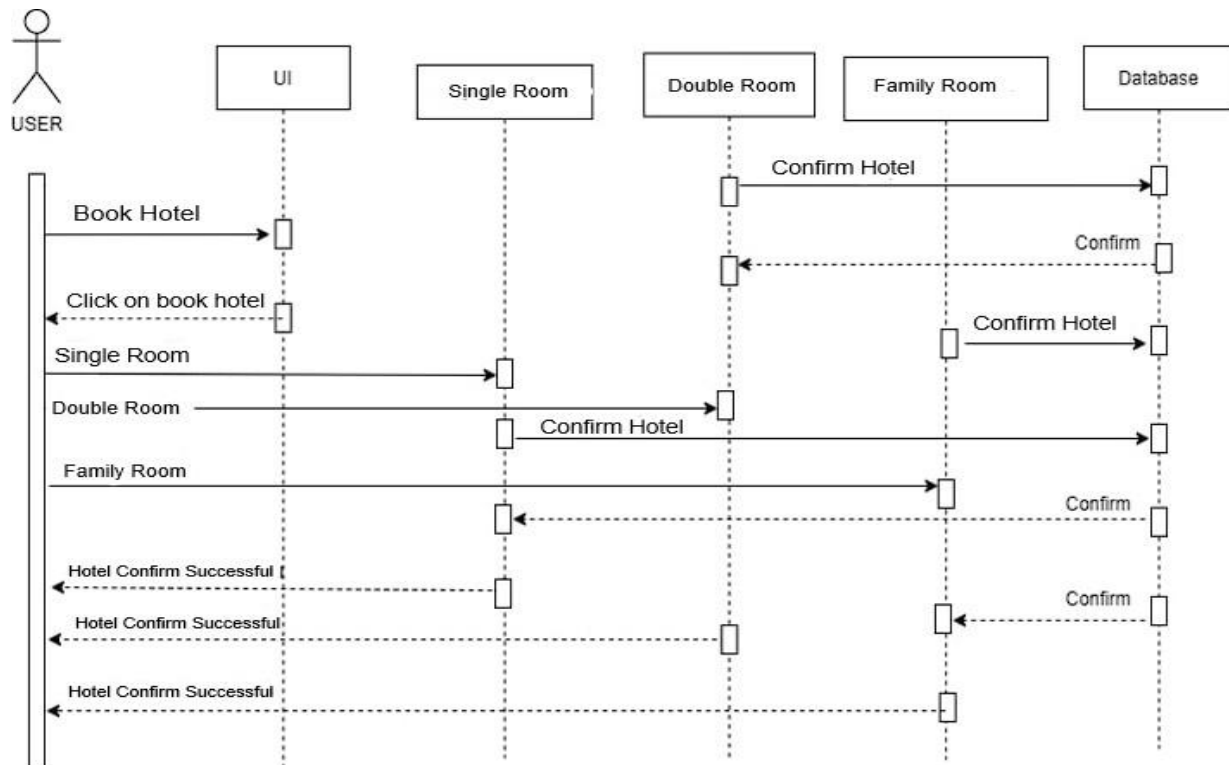 UI
Single Room
Double Room
Family Room
Database
USER
Confirm Hotel
Book Hotel
Confirm
Click on book hotel
Confirm Hotel
Single Room
Double Room
Confirm Hotel
Family Room
Confirm
Hotel Confirm Successful
Confirm
Hotel Confirm Successful
Hotel Confirm Successful